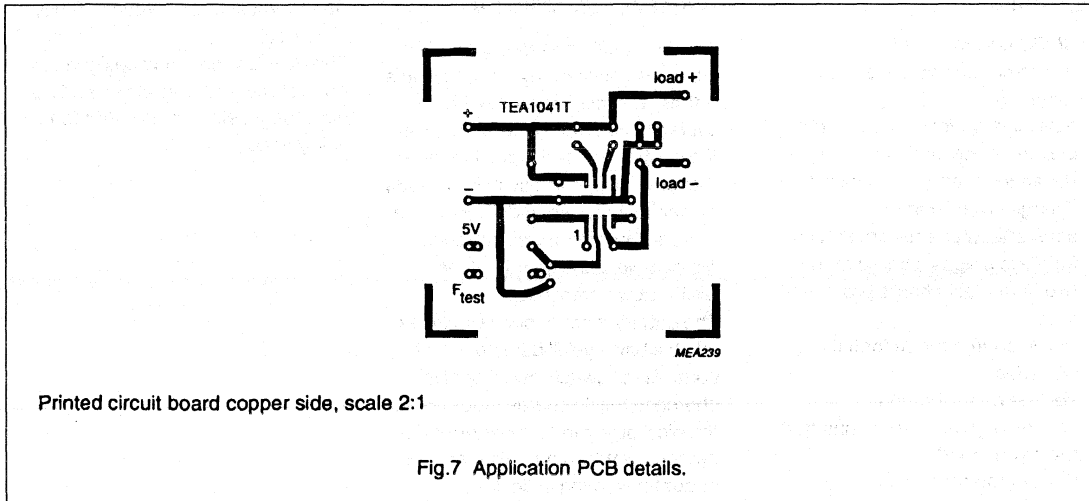 load +
TEA1041T
+
load –
–
5V
1
Ftest
MEA239
Printed circuit board copper side, scale 2:1
Fig.7 Application PCB details.